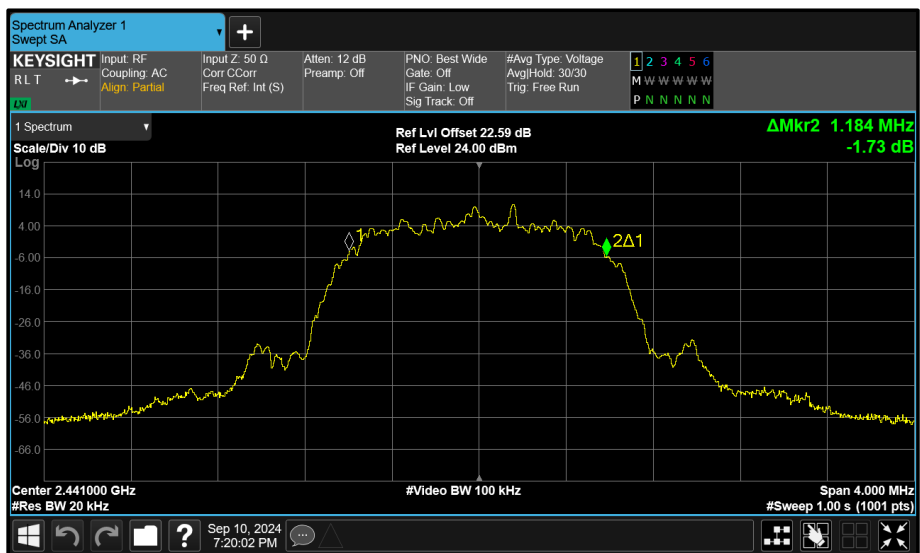 Spectrum Analyzer 1
Swept SA
+
KEYSIGHT
R L T
LXI
Input: RF
Coupling: AC
Align: Partial
Input Z: 50 Ω
Corr CCorr
Freq Ref: Int (S)
Atten: 12 dB
Preamp: Off
PNO: Best Wide
Gate: Off
IF Gain: Low
Sig Track: Off
#Avg Type: Voltage
Avg|Hold: 30/30
Trig: Free Run
1 2 3 4 5 6
M W W W W W
P N N N N N
1 Spectrum
Scale/Div 10 dB
Ref Lvl Offset 22.59 dB
Ref Level 24.00 dBm
ΔMkr2 1.184 MHz
-1.73 dB
Log
14.0
4.00
-6.00
-16.0
-26.0
-36.0
-46.0
-56.0
-66.0
1
2Δ1
Center 2.441000 GHz
#Video BW 100 kHz
Span 4.000 MHz
#Res BW 20 kHz
#Sweep 1.00 s (1001 pts)
?
Sep 10, 2024
7:20:02 PM